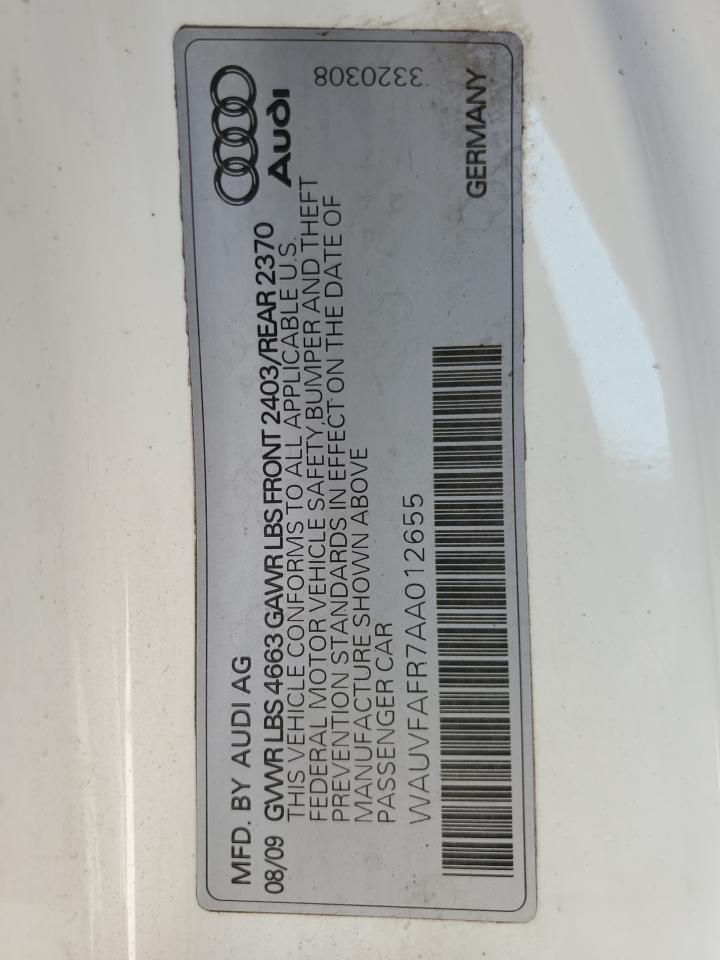 MFD. BY AUDI AG
08/09 GVWR LBS 4663 GAWR LBS FRONT 2403/REAR 2370
THIS VEHICLE CONFORMS TO ALL APPLICABLE U.S.
FEDERAL MOTOR VEHICLE SAFETY, BUMPER AND THEFT
PREVENTION STANDARDS IN EFFECT ON THE DATE OF
MANUFACTURE SHOWN ABOVE
PASSENGER CAR
WAUVFAFR7AA012655
Audi
3320308
GERMANY